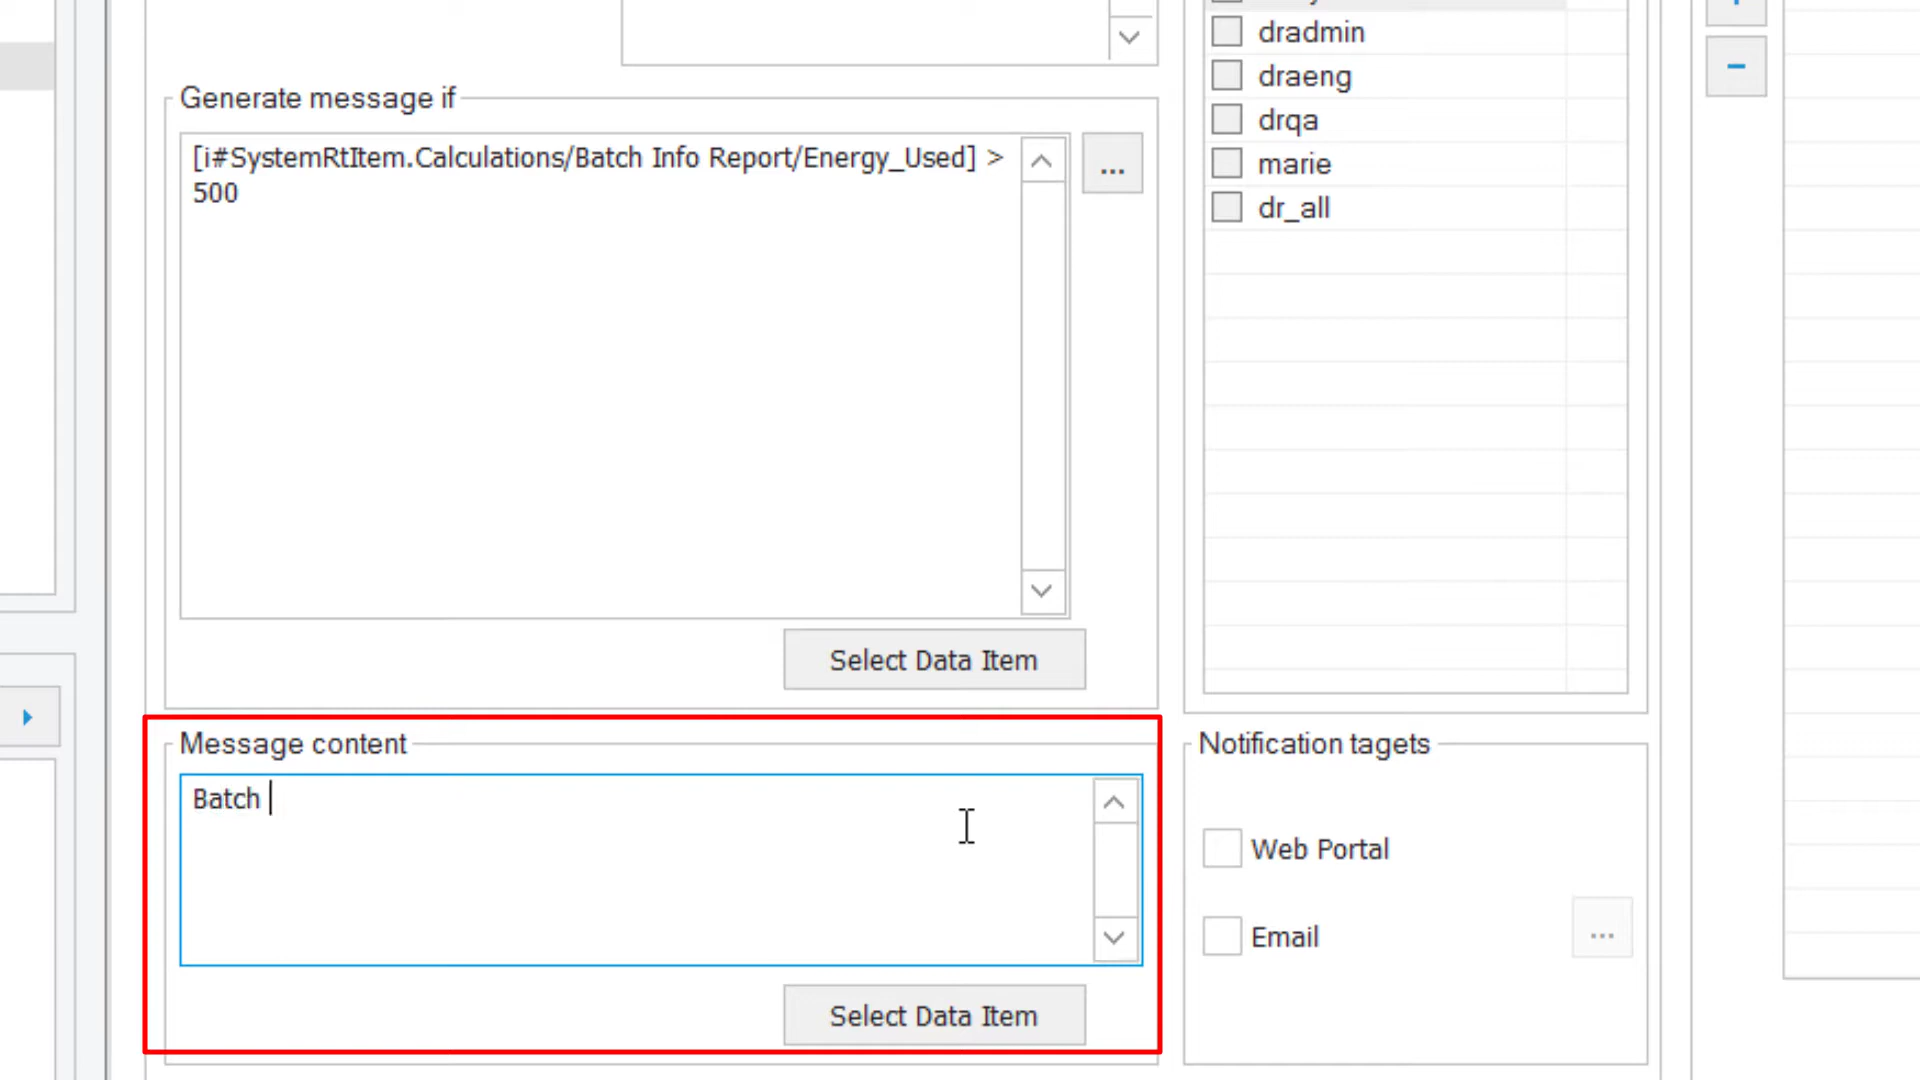 Generate message if
[i#SystemRtItem.Calculations/Batch Info Report/Energy_Used] >
500
...
Select Data Item
dradmin
draeng
drqa
marie
dr_all
Message content
Batch
Select Data Item
Notification tagets
Web Portal
Email
...